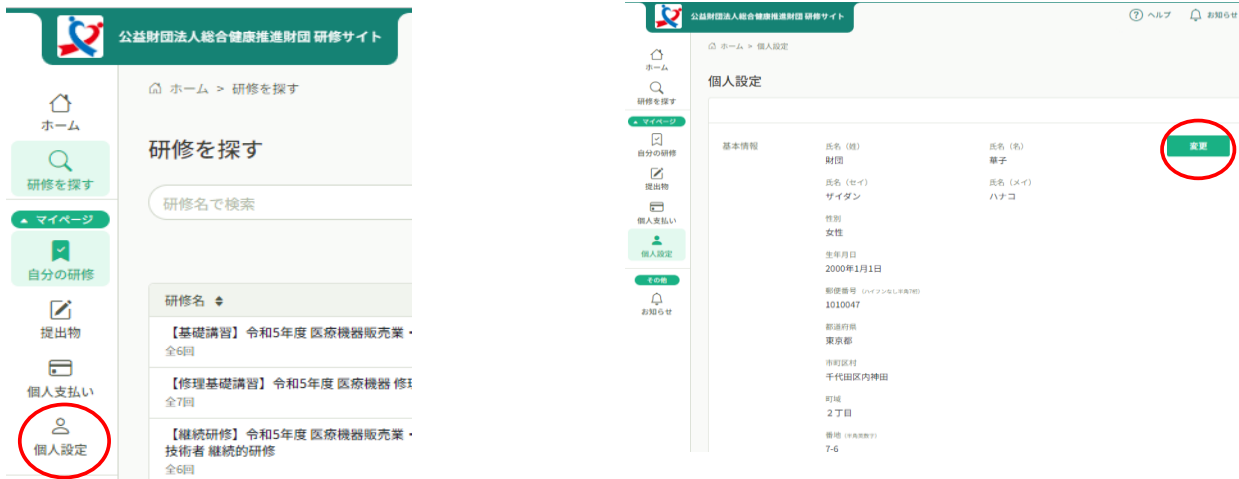 公益財団法人総合健康推進財団 研修サイト
ホーム > 研修を探す
ホーム
研修を探す
研修を探す
研修名で検索
マイページ
自分の研修
提出物
個人支払い
個人設定
研修名
【基礎講習】令和5年度 医療機器販売業・
全6回
【修理基礎講習】令和5年度 医療機器 修
全7回
【継続研修】令和5年度 医療機器販売業・
技術者 継続的研修
全6回
公益財団法人総合健康推進財団 研修サイト
ヘルプ
お知らせ
ホーム > 個人設定
ホーム
研修を探す
マイページ
自分の研修
提出物
個人支払い
個人設定
その他
お知らせ
個人設定
基本情報
氏名（姓） 氏名（名）
財団 華子
変更
氏名（セイ） 氏名（メイ）
ザイダン ハナコ
性別
女性
生年月日
2000年1月1日
郵便番号（ハイフンなし半角7桁）
1010047
都道府県
東京都
市町区村
千代田区内神田
町域
２丁目
番地（半角英数字）
7-6